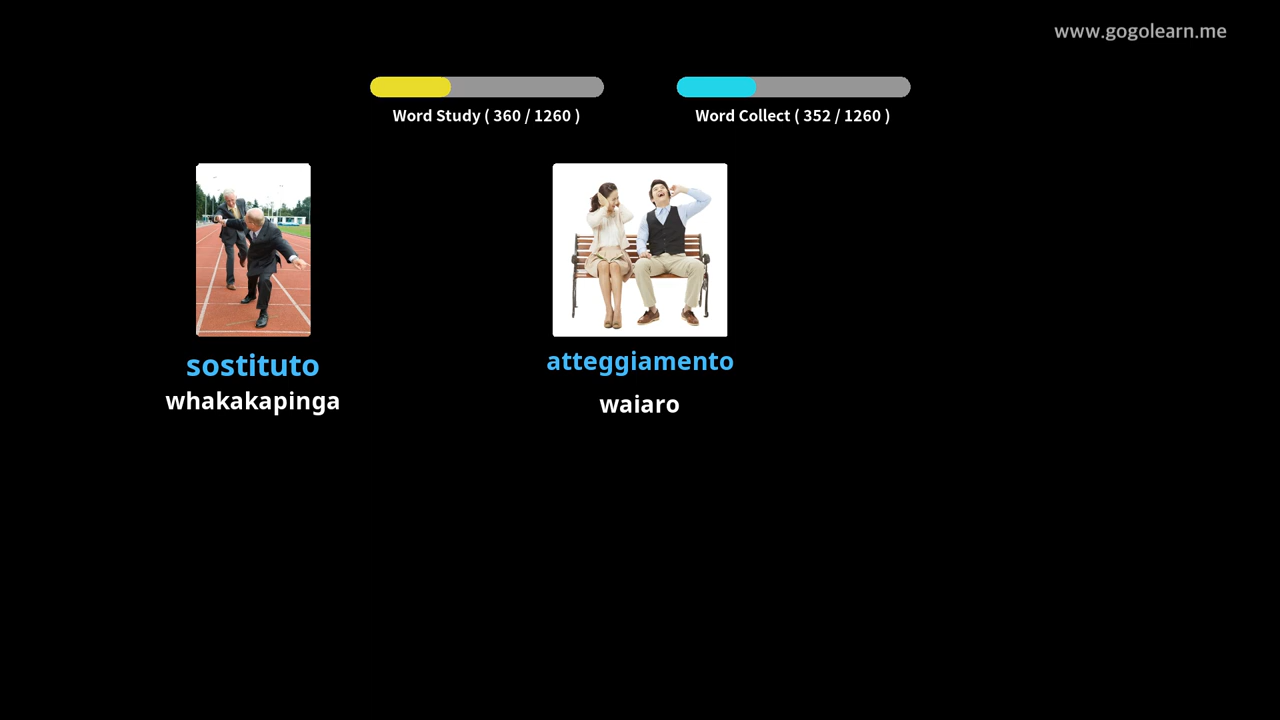 www.gogolearn.me
Word Study ( 360 / 1260 )
Word Collect ( 352 / 1260 )
sostituto
whakakapinga
atteggiamento
waiaro